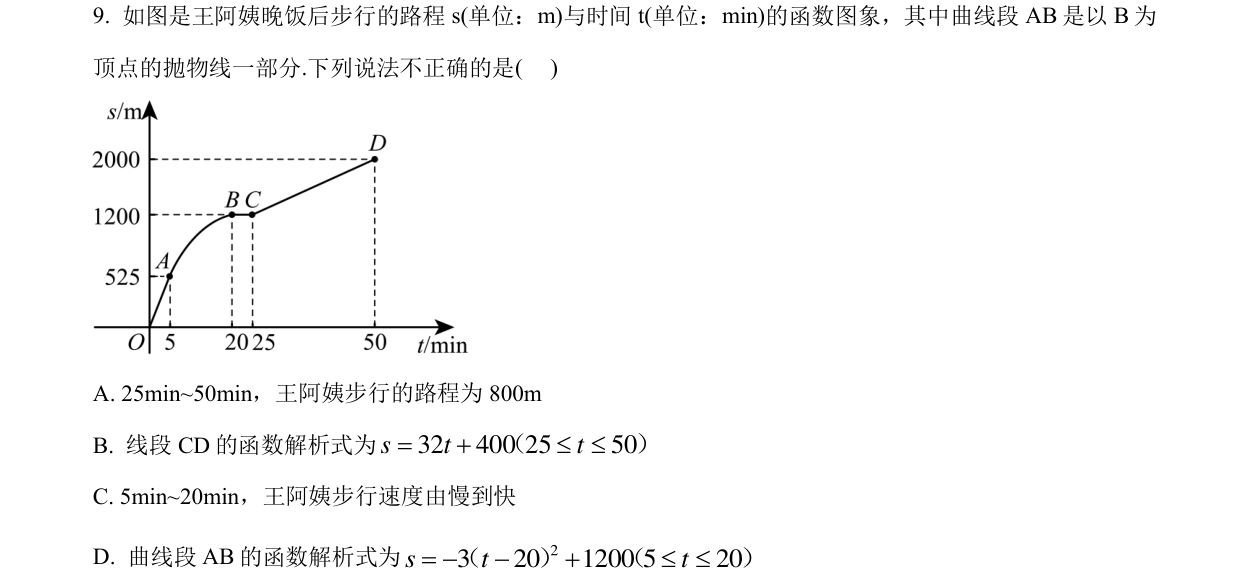 9. 如图是王阿姨晚饭后步行的路程 s(单位：m)与时间 t(单位：min)的函数图象，其中曲线段 AB 是以 B 为
顶点的抛物线一部分.下列说法不正确的是( )
s/m
2000
D
1200
B C
525
A
O 5 20 25 50 t/min
A. 25min~50min，王阿姨步行的路程为 800m
B. 线段 CD 的函数解析式为 s = 32t + 400(25 ≤ t ≤ 50)
C. 5min~20min，王阿姨步行速度由慢到快
D. 曲线段 AB 的函数解析式为 s = −3(t − 20)² +1200(5 ≤ t ≤ 20)